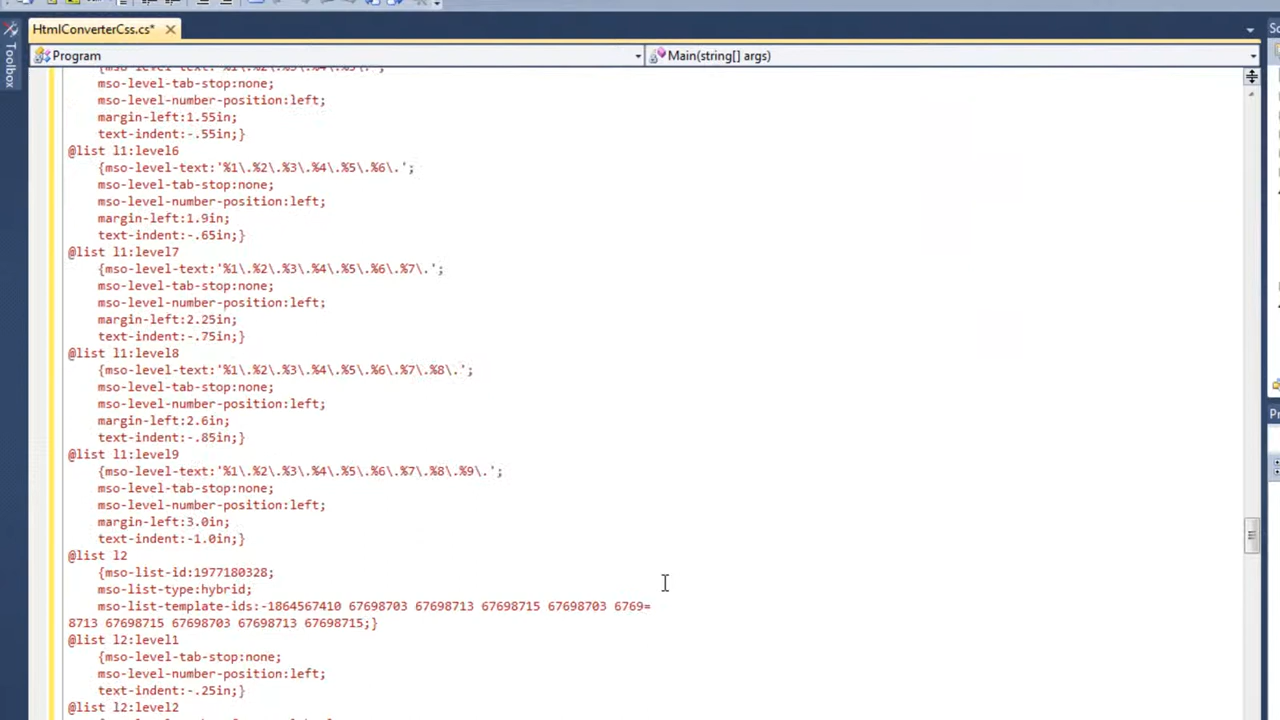 HtmlConverterCss.cs*
Toolbox
Program
Main(string[] args)
mso-level-tab-stop:none;
mso-level-number-position:left;
margin-left:1.55in;
text-indent:-.55in;}
@list l1:level6
{mso-level-text:'%1\.%2\.%3\.%4\.%5\.%6\.';
mso-level-tab-stop:none;
mso-level-number-position:left;
margin-left:1.9in;
text-indent:-.65in;}
@list l1:level7
{mso-level-text:'%1\.%2\.%3\.%4\.%5\.%6\.%7\.';
mso-level-tab-stop:none;
mso-level-number-position:left;
margin-left:2.25in;
text-indent:-.75in;}
@list l1:level8
{mso-level-text:'%1\.%2\.%3\.%4\.%5\.%6\.%7\.%8\.';
mso-level-tab-stop:none;
mso-level-number-position:left;
margin-left:2.6in;
text-indent:-.85in;}
@list l1:level9
{mso-level-text:'%1\.%2\.%3\.%4\.%5\.%6\.%7\.%8\.%9\.';
mso-level-tab-stop:none;
mso-level-number-position:left;
margin-left:3.0in;
text-indent:-1.0in;}
@list l2
{mso-list-id:1977180328;
mso-list-type:hybrid;
mso-list-template-ids:-1864567410 67698703 67698713 67698715 67698703 6769=
8713 67698715 67698703 67698713 67698715;}
@list l2:level1
{mso-level-tab-stop:none;
mso-level-number-position:left;
text-indent:-.25in;}
@list l2:level2